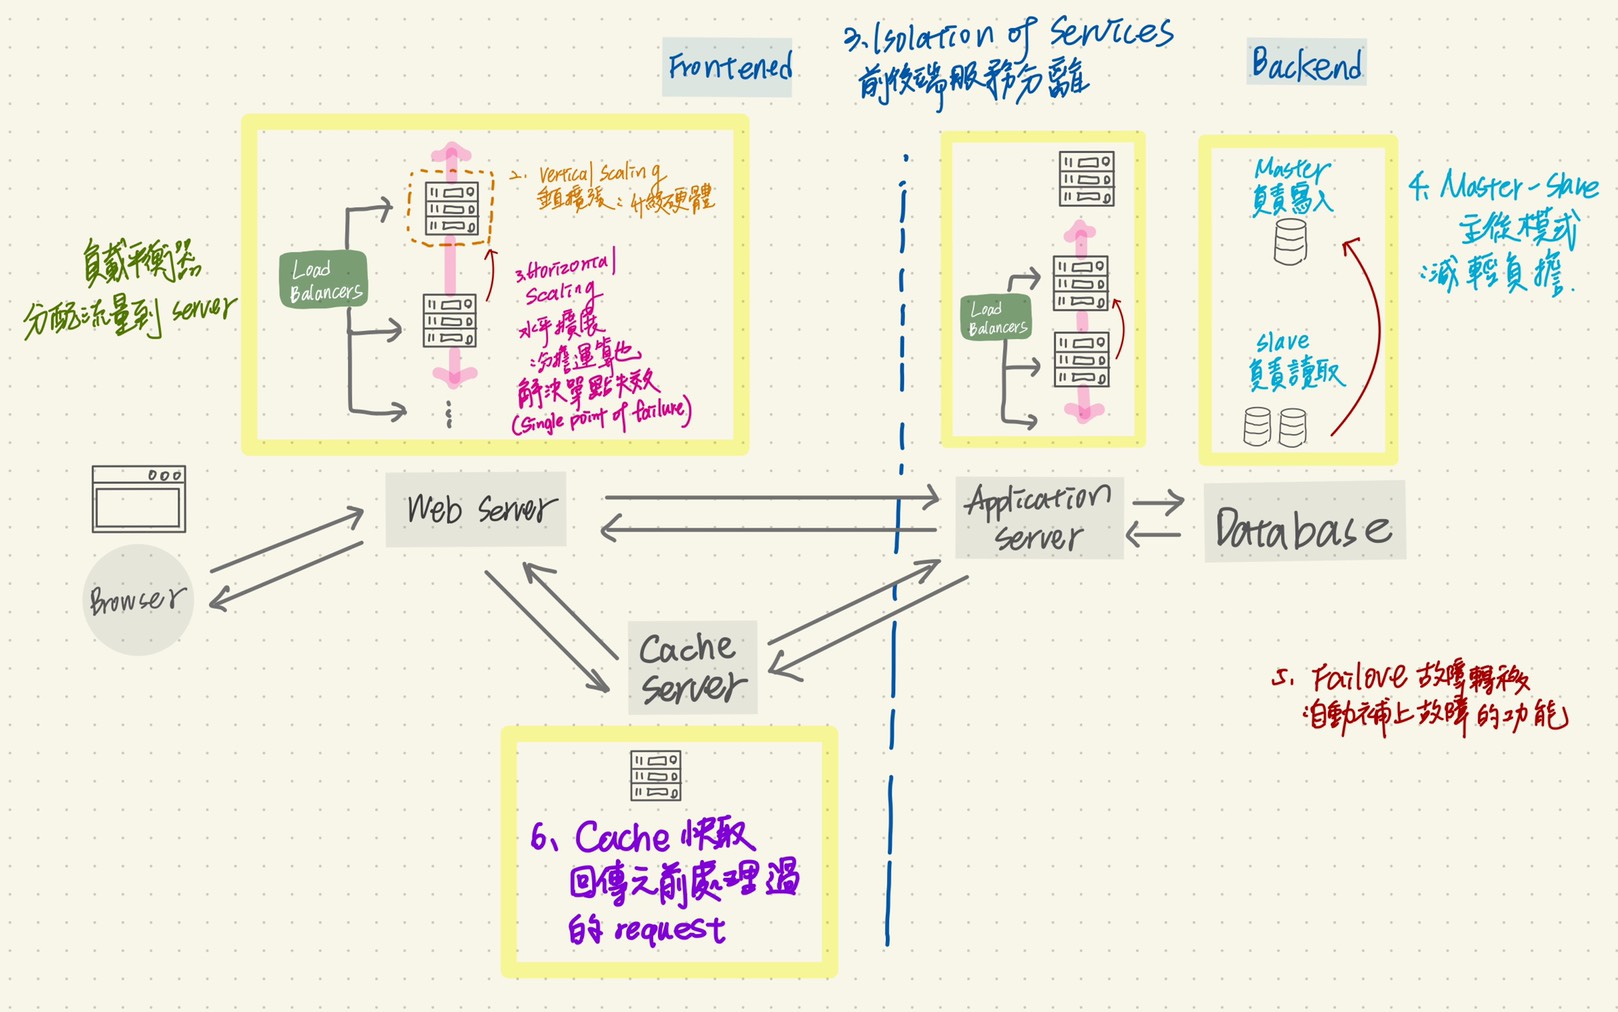 Frontened
3. Isolation of Services
前後端服務分離
Backend
負載平衡器
分配流量到 server
Load
Balancers
2. Vertical Scaling
垂直擴張：升級硬體
3. Horizontal
Scaling
水平擴展
：分擔運算也
解決單點失效
(Single point of failure)
Load
Balancers
Master
負責寫入
slave
負責讀取
4. Master-slave
主從模式
：減輕負擔.
Browser
Web Server
Application
Server
Database
Cache
Server
5. Failove 故障轉移
：自動補上故障的功能
6、Cache 快取
回傳之前處理過
的 request